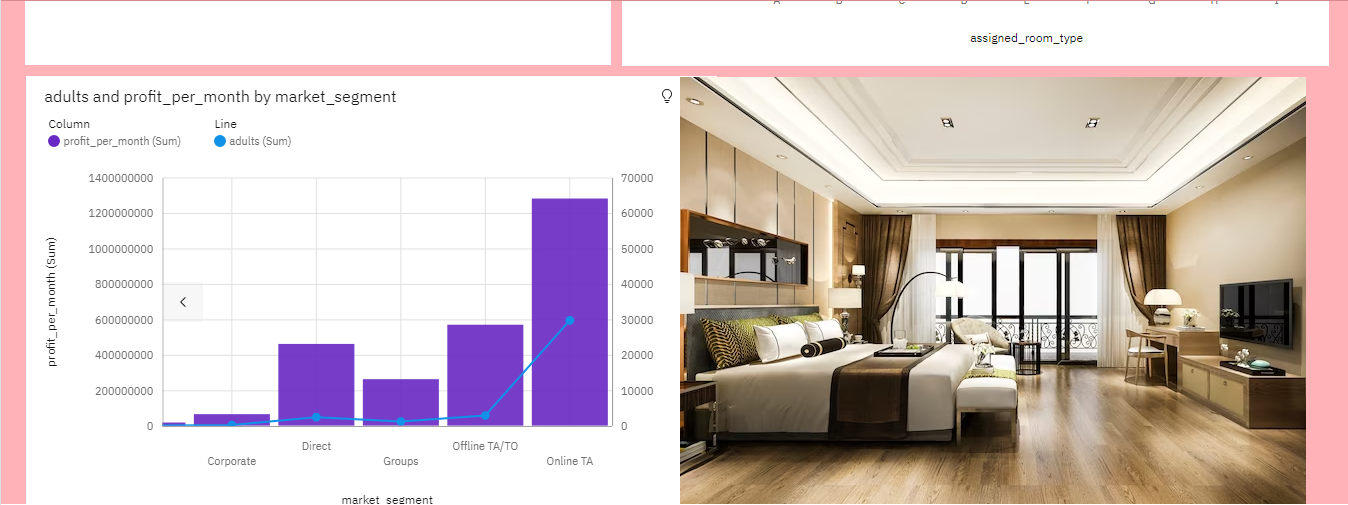 assigned_room_type
adults and profit_per_month by market_segment
Column
Line
profit_per_month (Sum)
adults (Sum)
1400000000
1200000000
1000000000
800000000
600000000
400000000
200000000
0
profit_per_month (Sum)
70000
60000
50000
40000
30000
20000
10000
0
Direct
Offline TA/TO
Corporate
Groups
Online TA
market_segment